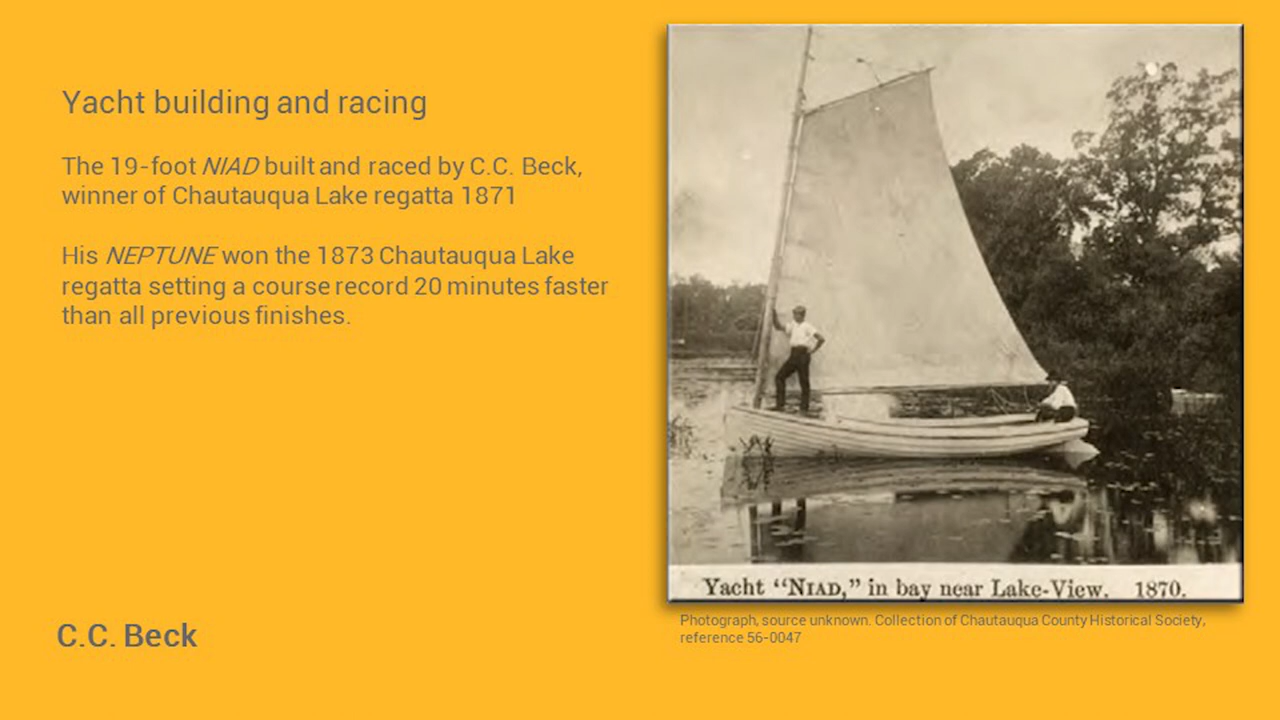 Yacht building and racing
The 19-foot NIAD built and raced by C.C. Beck,
winner of Chautauqua Lake regatta 1871
His NEPTUNE won the 1873 Chautauqua Lake
regatta setting a course record 20 minutes faster
than all previous finishes.
C.C. Beck
Yacht “NIAD,” in bay near Lake-View. 1870.
Photograph, source unknown. Collection of Chautauqua County Historical Society,
reference 56-0047